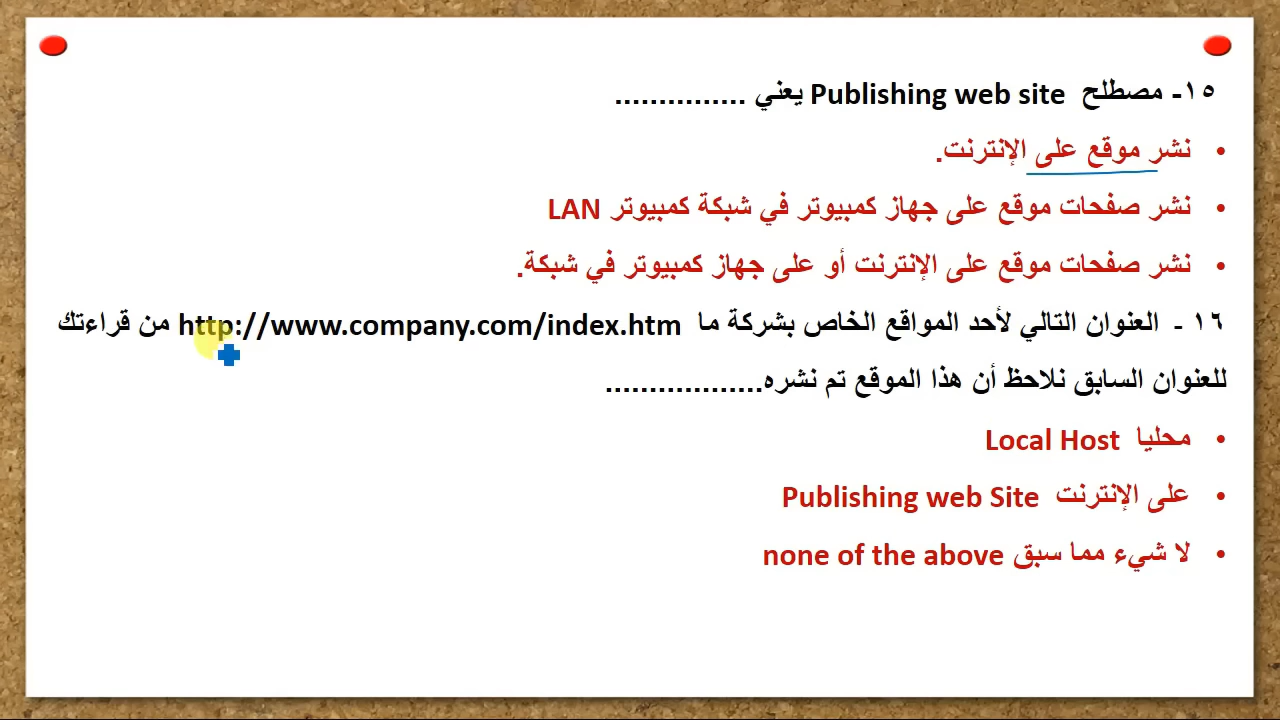 ١٥- مصطلح Publishing web site يعني ...............
• نشر موقع على الإنترنت.
• نشر صفحات موقع على جهاز كمبيوتر في شبكة كمبيوتر LAN
• نشر صفحات موقع على الإنترنت أو على جهاز كمبيوتر في شبكة.
١٦ - العنوان التالي لأحد المواقع الخاص بشركة ما http://www.company.com/index.htm من قراءتك
للعنوان السابق نلاحظ أن هذا الموقع تم نشره..................
• محليا Local Host
• على الإنترنت Publishing web Site
• لا شيء مما سبق none of the above